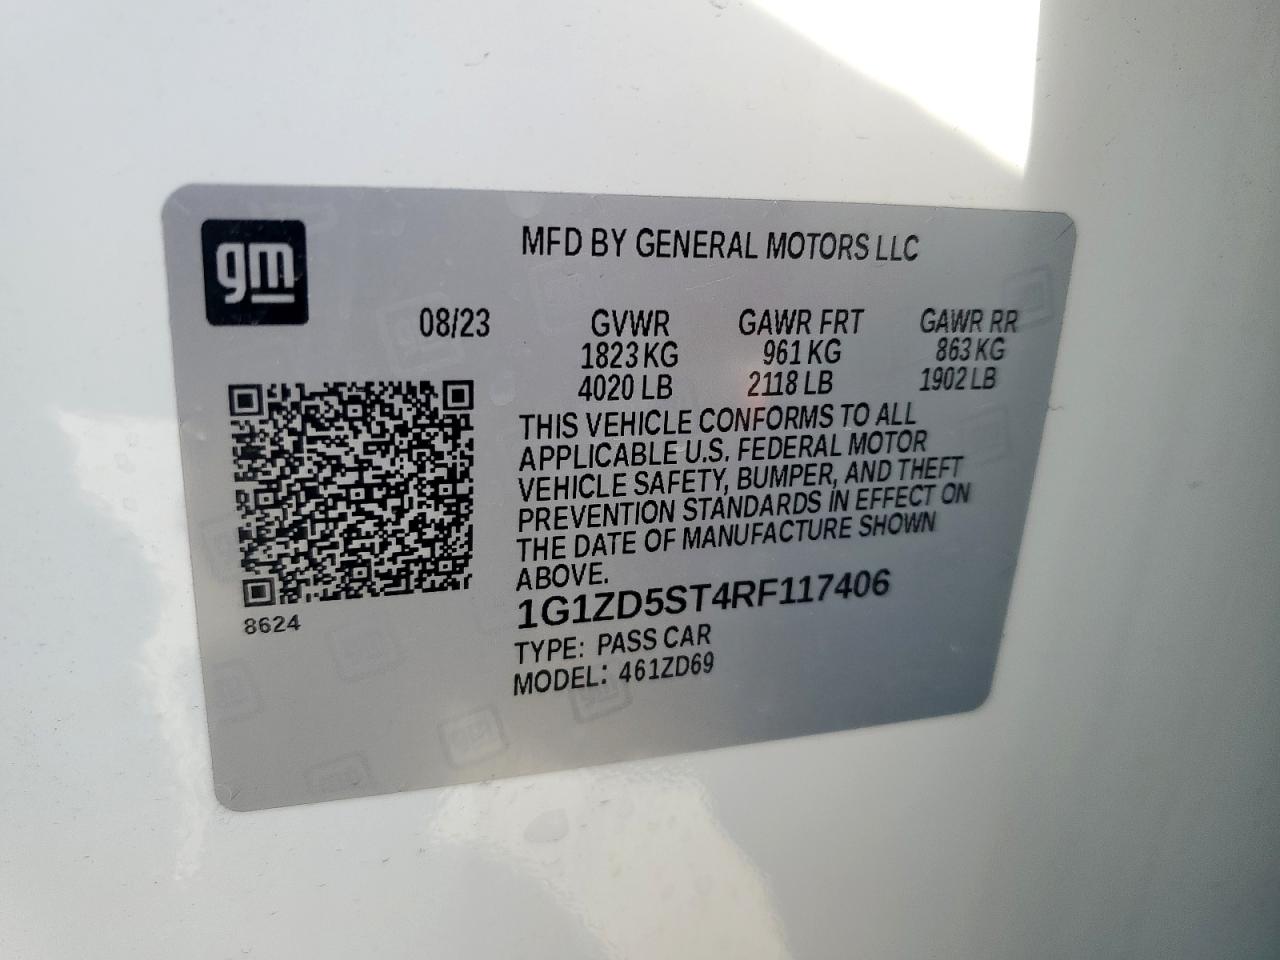 gm
MFD BY GENERAL MOTORS LLC
08/23 GVWR GAWR FRT GAWR RR
1823 KG 961 KG 863 KG
4020 LB 2118 LB 1902 LB
THIS VEHICLE CONFORMS TO ALL
APPLICABLE U.S. FEDERAL MOTOR
VEHICLE SAFETY, BUMPER, AND THEFT
PREVENTION STANDARDS IN EFFECT ON
THE DATE OF MANUFACTURE SHOWN
ABOVE.
8624
1G1ZD5ST4RF117406
TYPE: PASS CAR
MODEL: 461ZD69